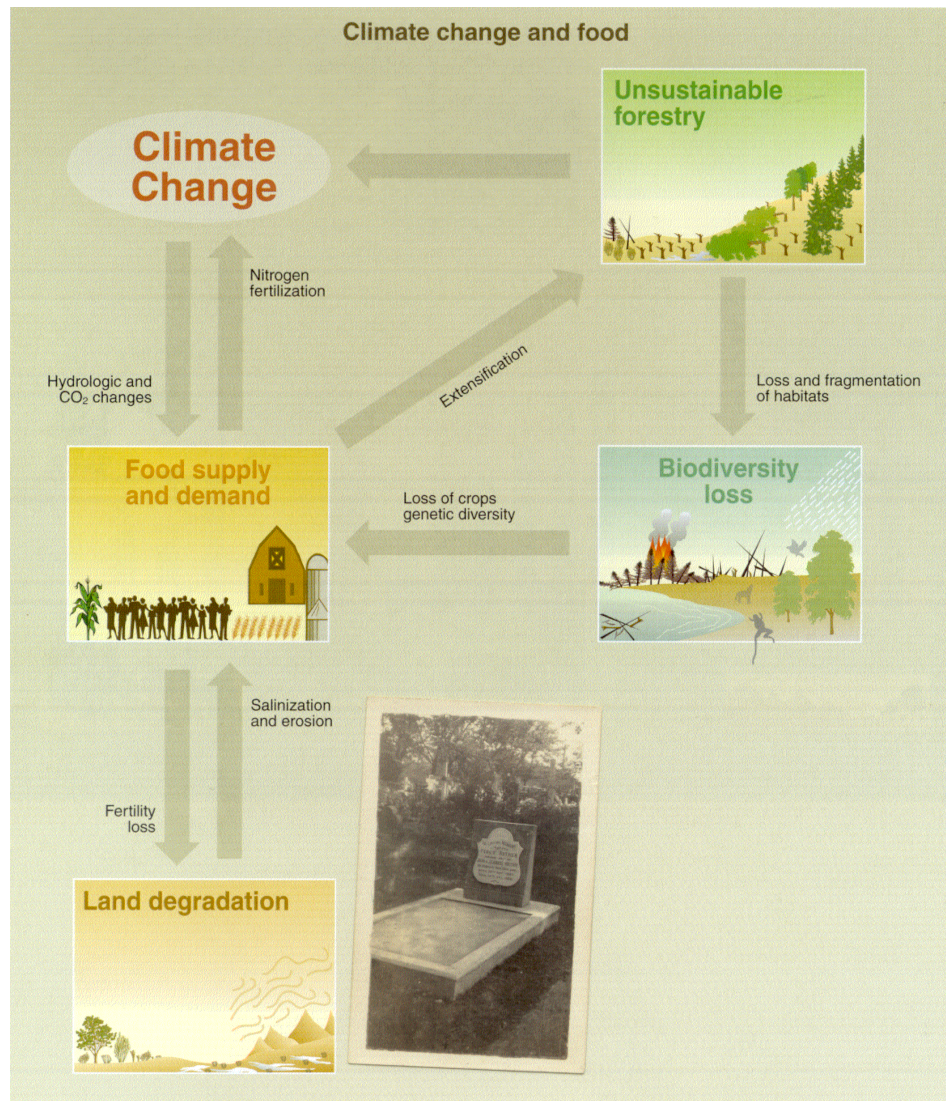 Climate change and food
Unsustainable
forestry
Climate
Change
Nitrogen
fertilization
Hydrologic and
CO₂ changes
Extensification
Loss and fragmentation
of habitats
Food supply
and demand
Loss of crops
genetic diversity
Biodiversity
loss
Salinization
and erosion
Fertility
loss
Land degradation